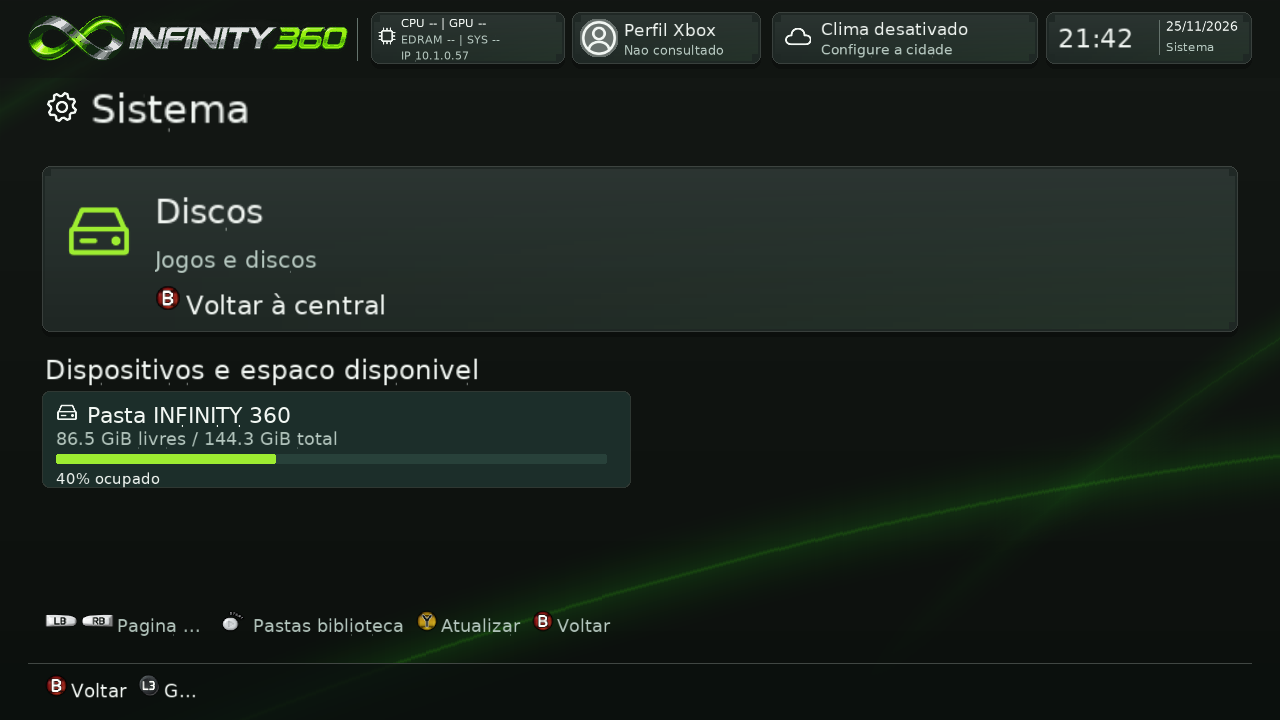 INFINITY 360
CPU -- | GPU --
EDRAM -- | SYS --
IP 10.1.0.57
Perfil Xbox
Nao consultado
Clima desativado
Configure a cidade
21:42
25/11/2026
Sistema
Sistema
Discos
Jogos e discos
B Voltar à central
Dispositivos e espaco disponivel
Pasta INFINITY 360
86.5 GiB livres / 144.3 GiB total
40% ocupado
LB RB Pagina ... Pastas biblioteca Y Atualizar B Voltar
B Voltar L3 G...